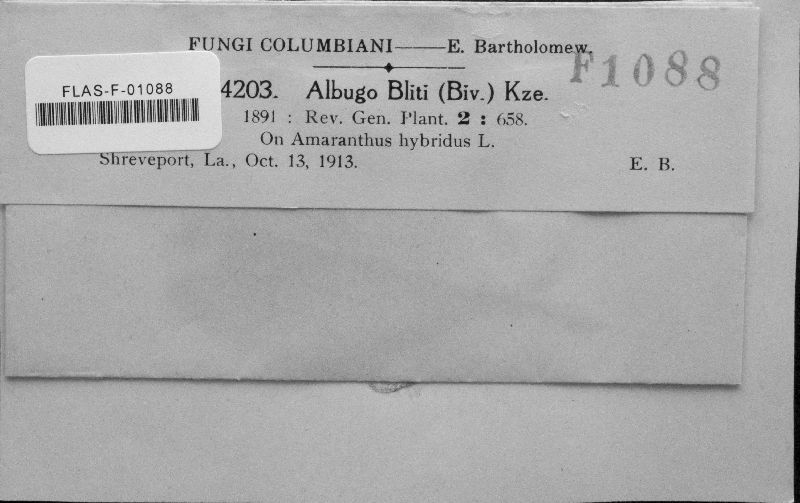 FUNGI COLUMBIANI——E. Bartholomew.
F1088
FLAS-F-01088
4203. Albugo Bliti (Biv.) Kze.
1891 : Rev. Gen. Plant. 2 : 658.
On Amaranthus hybridus L.
Shreveport, La., Oct. 13, 1913. E. B.